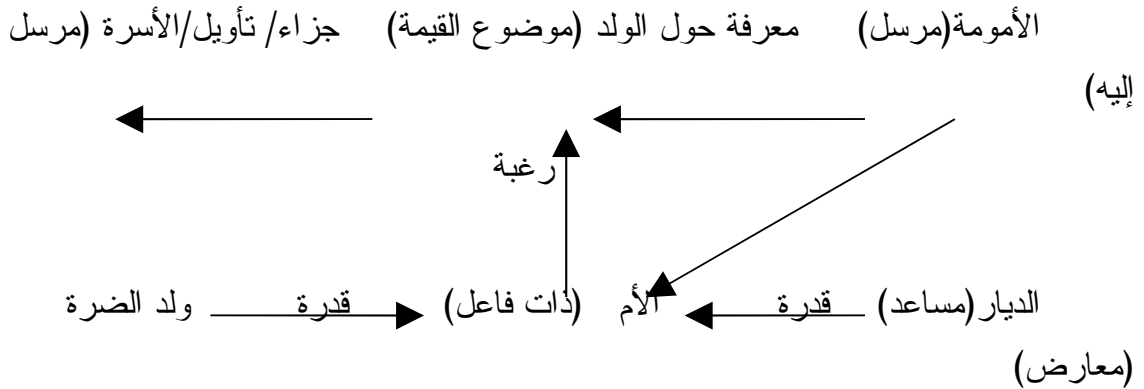 الأمومة(مرسل) معرفة حول الولد (موضوع القيمة) جزاء/ تأويل/الأسرة (مرسل
إليه)
رغبة
الديار(مساعد) قدرة الأم (ذات فاعل) قدرة ولد الضرة
(معارض)